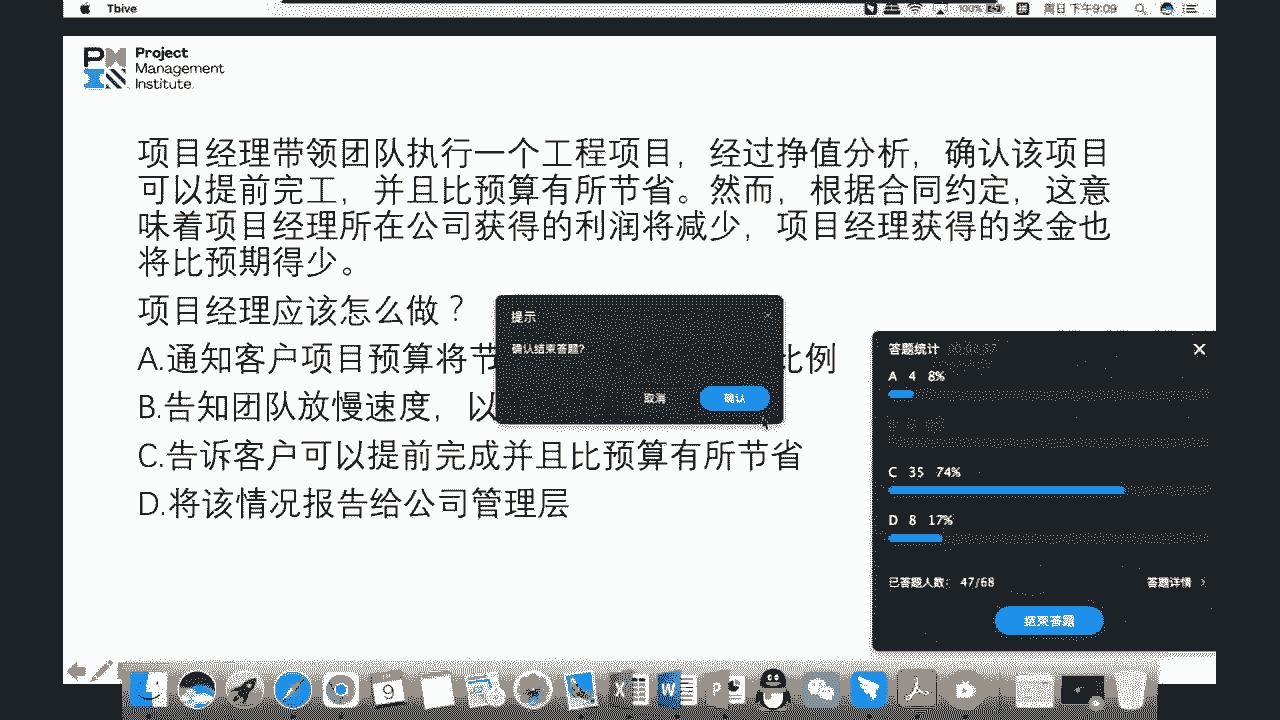 Tbive
100%
周日 下午9:09
Project
Management
Institute.
项目经理带领团队执行一个工程项目，经过挣值分析，确认该项目
可以提前完工，并且比预算有所节省。然而，根据合同约定，这意
味着项目经理所在公司获得的利润将减少，项目经理获得的奖金也
将比预期得少。
项目经理应该怎么做？
A.通知客户项目预算将节
比例
B.告知团队放慢速度，以
C.告诉客户可以提前完成并且比预算有所节省
D.将该情况报告给公司管理层
提示
确认结束答题?
取消
确认
答题统计
A 4 8%
C 35 74%
D 8 17%
已答题人数: 47/68
答题详情
结束答题
9